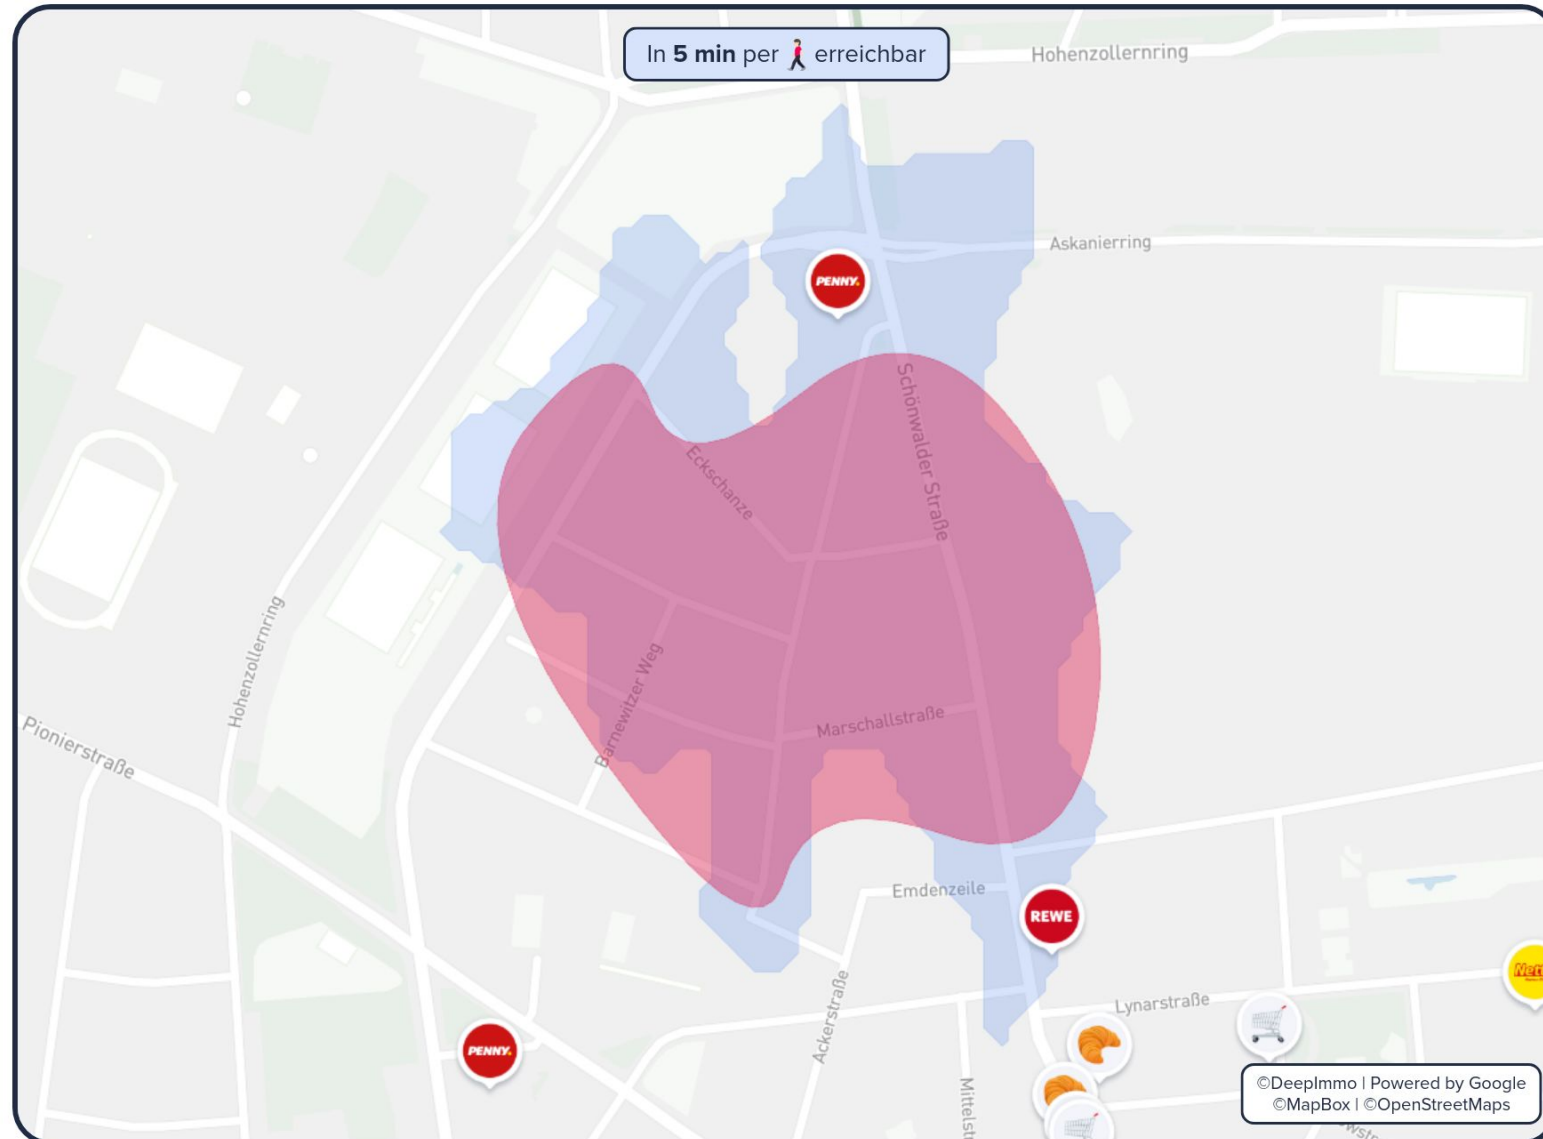 In 5 min per erreichbar
Hohenzollernring
Askanierring
PENNY.
Schönwalder Straße
Eckschanze
Hohenzollernring
Barnewitzer Weg
Marschallstraße
Pionierstraße
Emdenzeile
REWE
Ackerstraße
Lynarstraße
PENNY.
©DeepImmo | Powered by Google
©MapBox | ©OpenStreetMaps